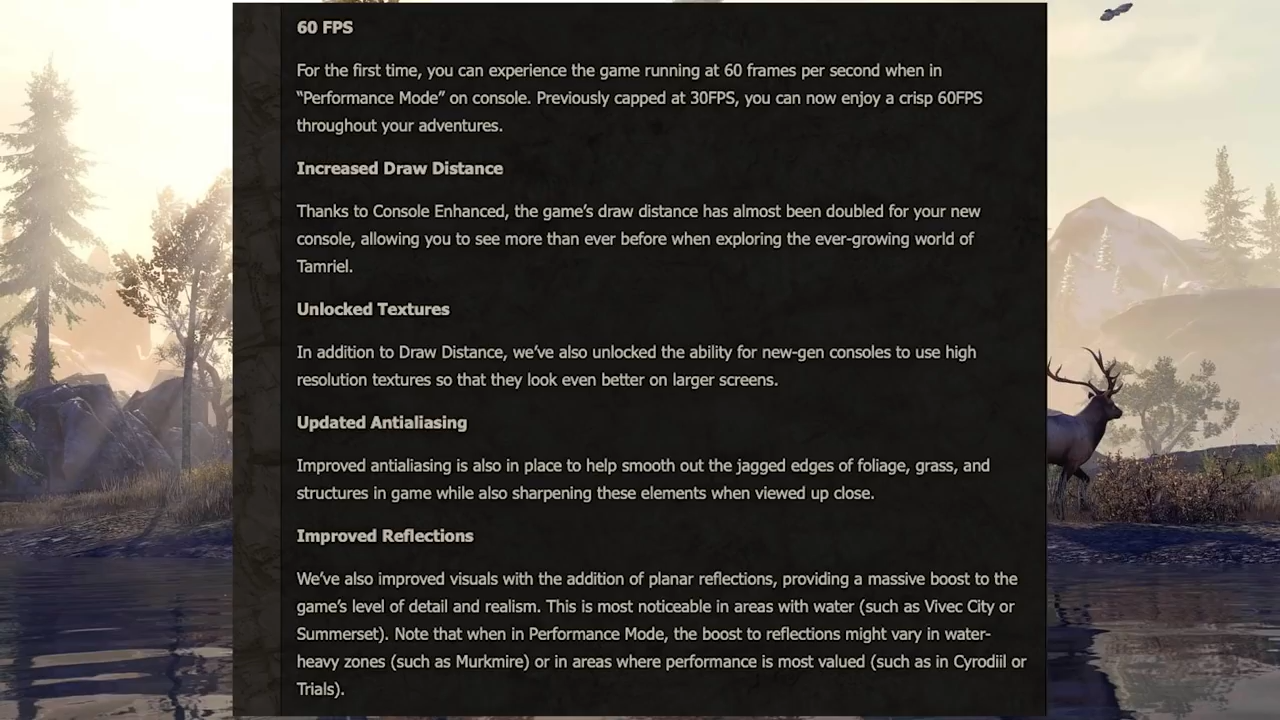 60 FPS
For the first time, you can experience the game running at 60 frames per second when in
“Performance Mode” on console. Previously capped at 30FPS, you can now enjoy a crisp 60FPS
throughout your adventures.
Increased Draw Distance
Thanks to Console Enhanced, the game’s draw distance has almost been doubled for your new
console, allowing you to see more than ever before when exploring the ever-growing world of
Tamriel.
Unlocked Textures
In addition to Draw Distance, we’ve also unlocked the ability for new-gen consoles to use high
resolution textures so that they look even better on larger screens.
Updated Antialiasing
Improved antialiasing is also in place to help smooth out the jagged edges of foliage, grass, and
structures in game while also sharpening these elements when viewed up close.
Improved Reflections
We’ve also improved visuals with the addition of planar reflections, providing a massive boost to the
game’s level of detail and realism. This is most noticeable in areas with water (such as Vivec City or
Summerset). Note that when in Performance Mode, the boost to reflections might vary in water-
heavy zones (such as Murkmire) or in areas where performance is most valued (such as in Cyrodiil or
Trials).